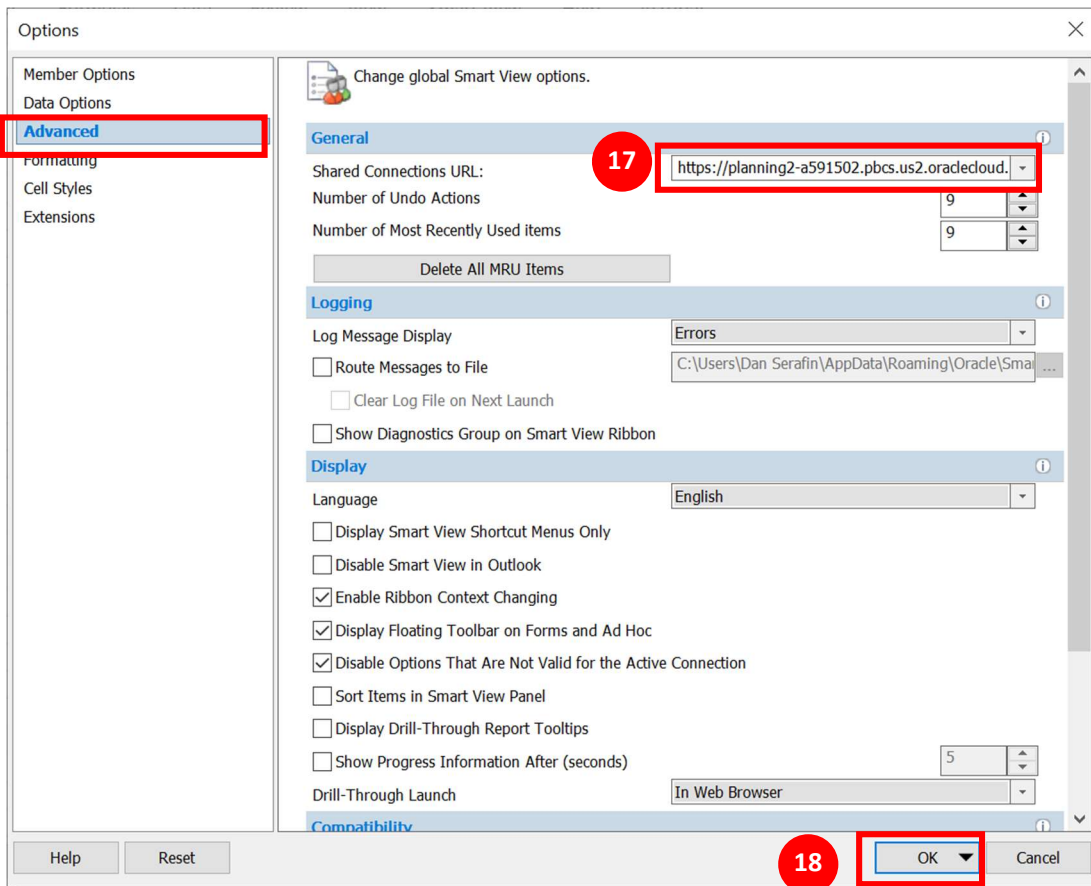 Options
Member Options
Data Options
Advanced
Formatting
Cell Styles
Extensions
Change global Smart View options.
General
Shared Connections URL:
17
https://planning2-a591502.pbcs.us2.oraclecloud.
Number of Undo Actions
9
Number of Most Recently Used items
9
Delete All MRU Items
Logging
Log Message Display
Errors
Route Messages to File
C:\Users\Dan Serafin\AppData\Roaming\Oracle\Smar
...
Clear Log File on Next Launch
Show Diagnostics Group on Smart View Ribbon
Display
Language
English
Display Smart View Shortcut Menus Only
Disable Smart View in Outlook
Enable Ribbon Context Changing
Display Floating Toolbar on Forms and Ad Hoc
Disable Options That Are Not Valid for the Active Connection
Sort Items in Smart View Panel
Display Drill-Through Report Tooltips
Show Progress Information After (seconds)
5
Drill-Through Launch
In Web Browser
Compatibility
Help
Reset
18
OK
Cancel